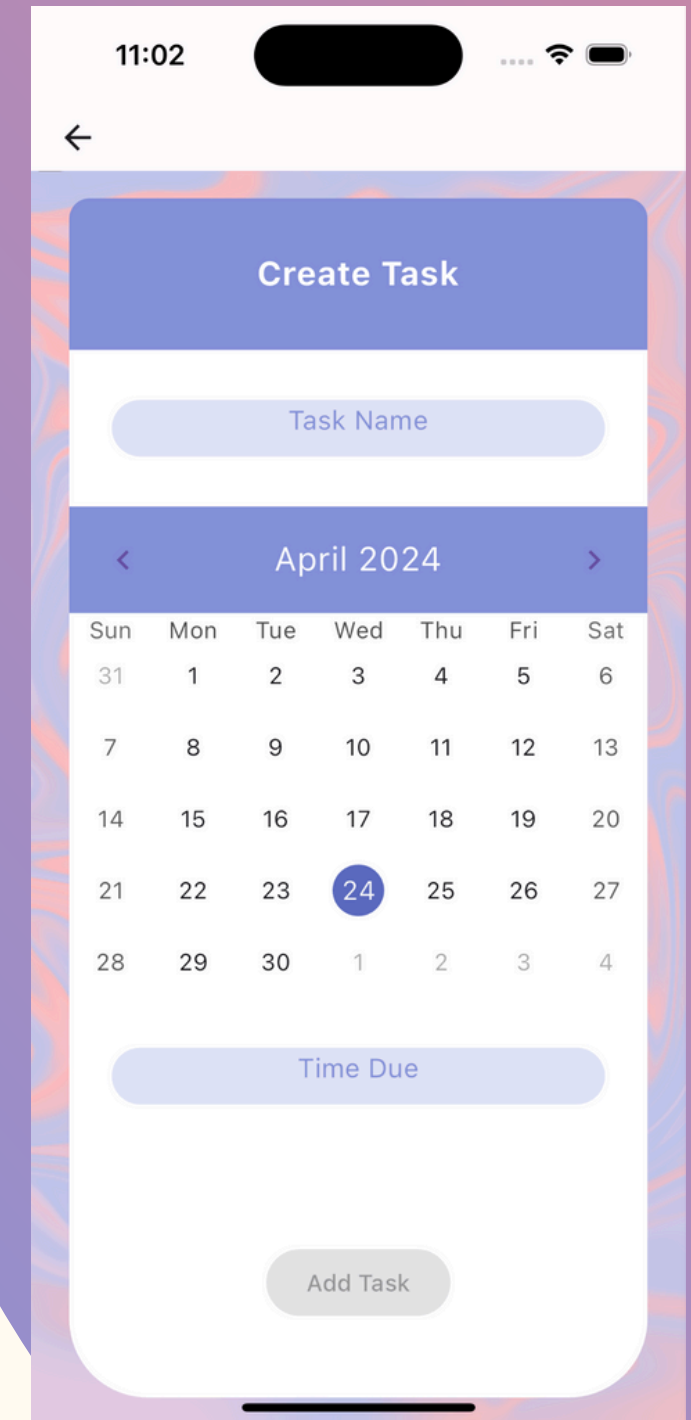 11:02
Create Task
Task Name
April 2024
Sun Mon Tue Wed Thu Fri Sat
31 1 2 3 4 5 6
7 8 9 10 11 12 13
14 15 16 17 18 19 20
21 22 23 24 25 26 27
28 29 30 1 2 3 4
Time Due
Add Task